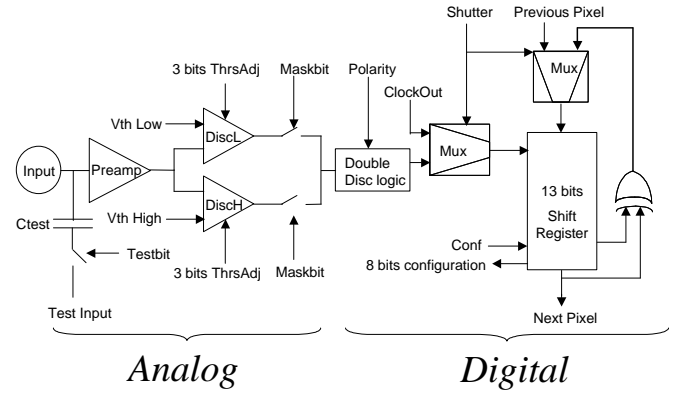 Shutter
Previous Pixel
3 bits ThrsAdj
Maskbit
Polarity
Mux
ClockOut
Vth Low
DiscL
Input
Preamp
Double
Disc logic
Mux
13 bits
Shift
Register
DiscH
Ctest
Vth High
Testbit
Conf
8 bits configuration
3 bits ThrsAdj
Maskbit
Test Input
Next Pixel
Analog
Digital